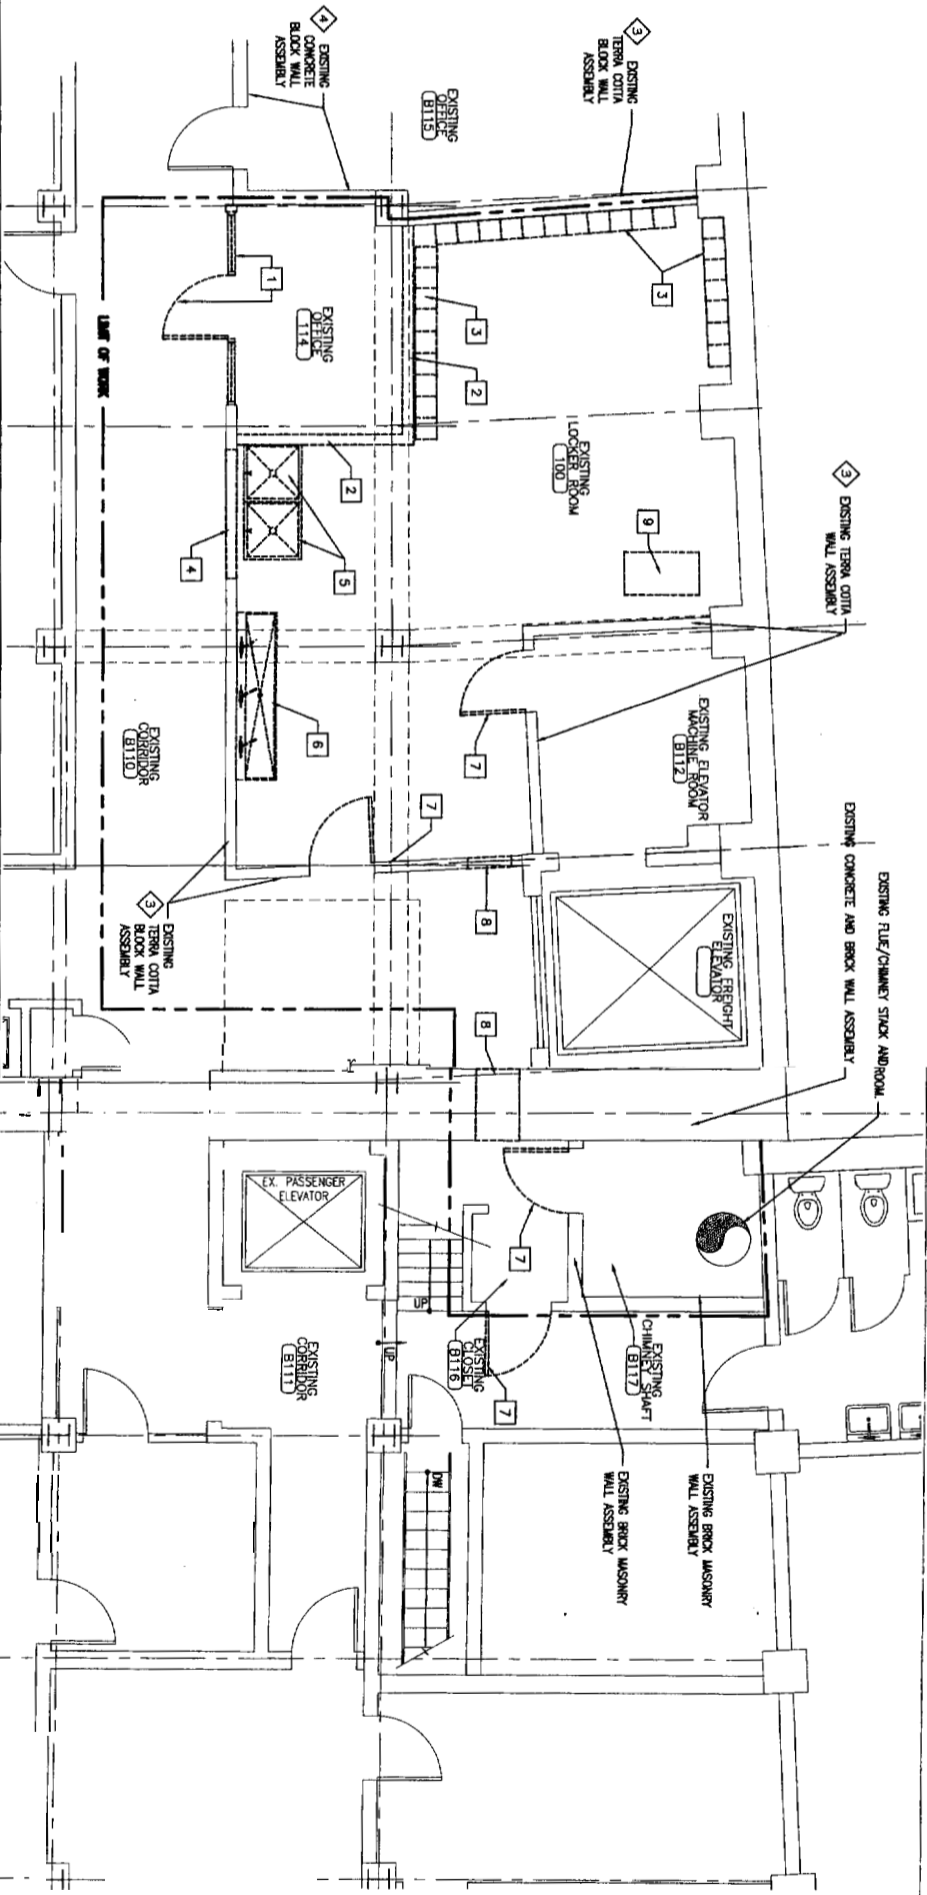 4
EXISTING
CONCRETE
BLOCK WALL
ASSEMBLY
EXISTING
OFFICE
B115
3
EXISTING
TERRA COTTA
BLOCK WALL
ASSEMBLY
1
EXISTING
OFFICE
114
3
2
3
LIMIT OF WORK
2
4
5
EXISTING
LOCKER ROOM
100
9
3
EXISTING TERRA COTTA
WALL ASSEMBLY
6
7
EXISTING ELEVATOR
MACHINE ROOM
B112
EXISTING
CORRIDOR
B110
7
3
EXISTING
TERRA COTTA
BLOCK WALL
ASSEMBLY
8
8
EXISTING FREIGHT
ELEVATOR
EXISTING CONCRETE AND BRICK WALL ASSEMBLY
EXISTING FLUE/CHIMNEY STACK AND ROOM.
EX. PASSENGER
ELEVATOR
UP
7
UP
EXISTING
CORRIDOR
B111
EXISTING
CLOSET
B116
7
EXISTING
CHIMNEY SHAFT
B117
DN
EXISTING BRICK MASONRY
WALL ASSEMBLY
EXISTING BRICK MASONRY
WALL ASSEMBLY